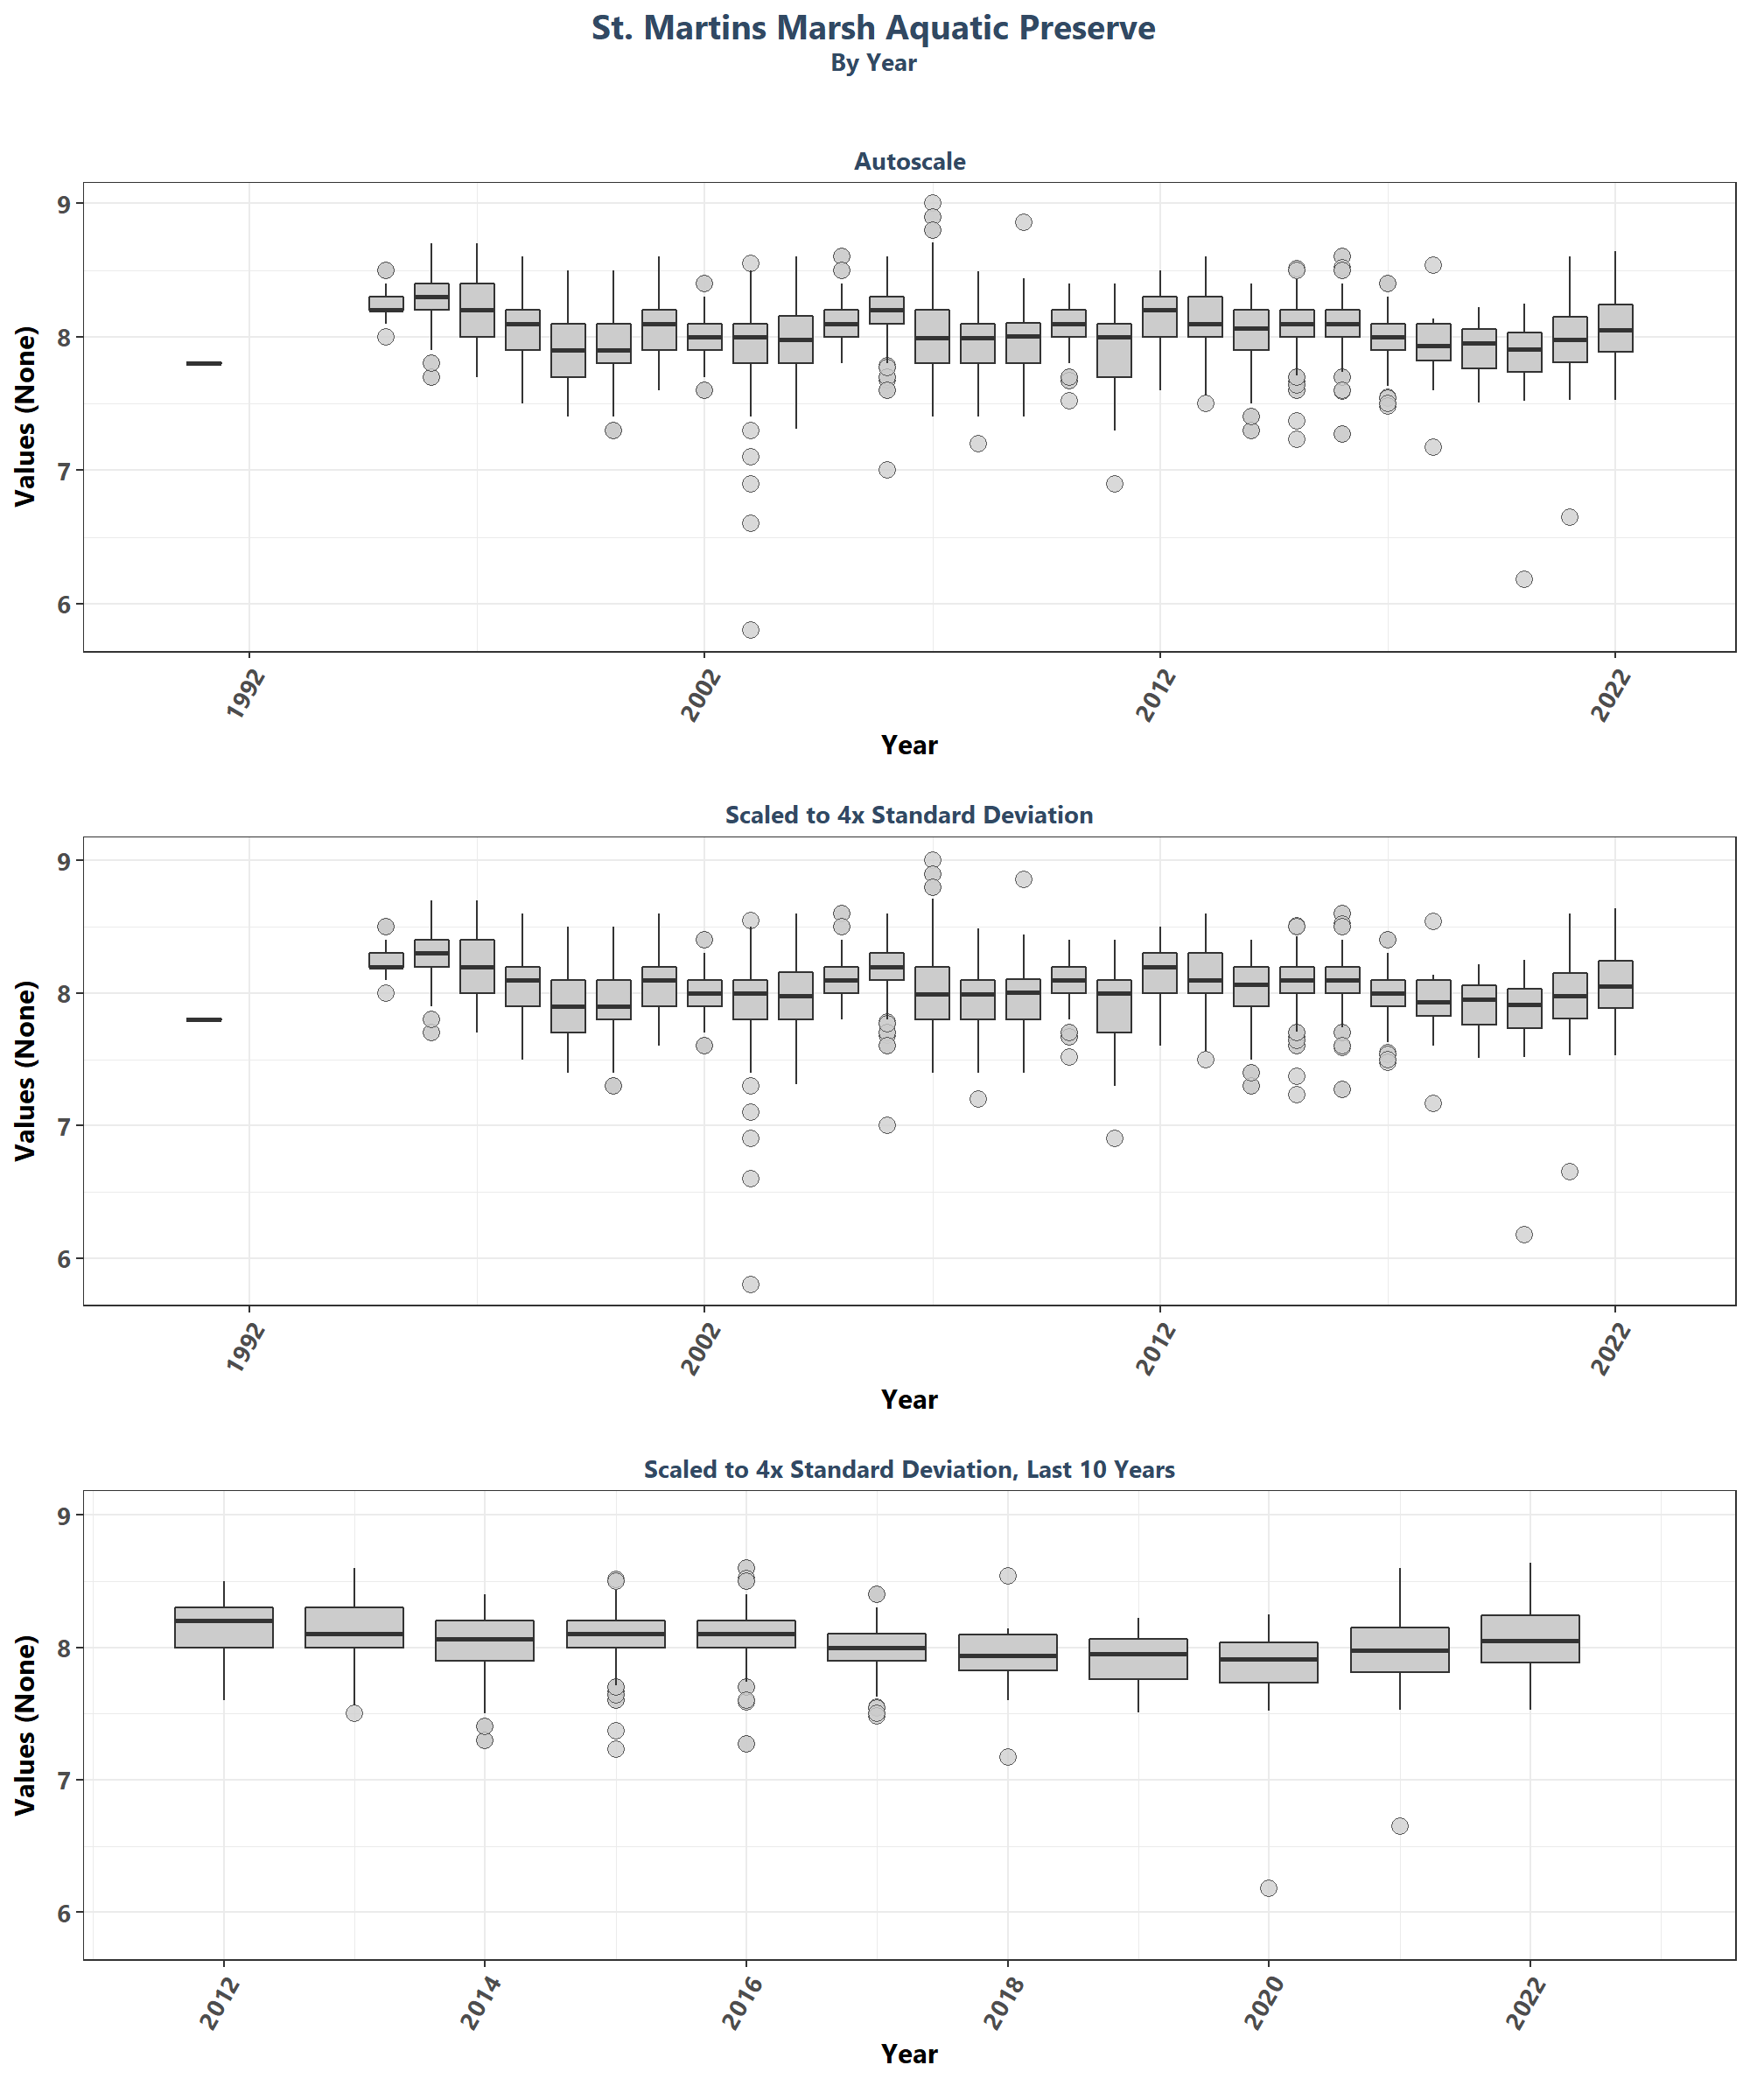 St. Martins Marsh Aquatic Preserve
By Year
Autoscale
Values (None)
9
8
7
6
1992
2002
2012
2022
Year
Scaled to 4x Standard Deviation
Values (None)
9
8
7
6
1992
2002
2012
2022
Year
Scaled to 4x Standard Deviation, Last 10 Years
Values (None)
9
8
7
6
2012
2014
2016
2018
2020
2022
Year